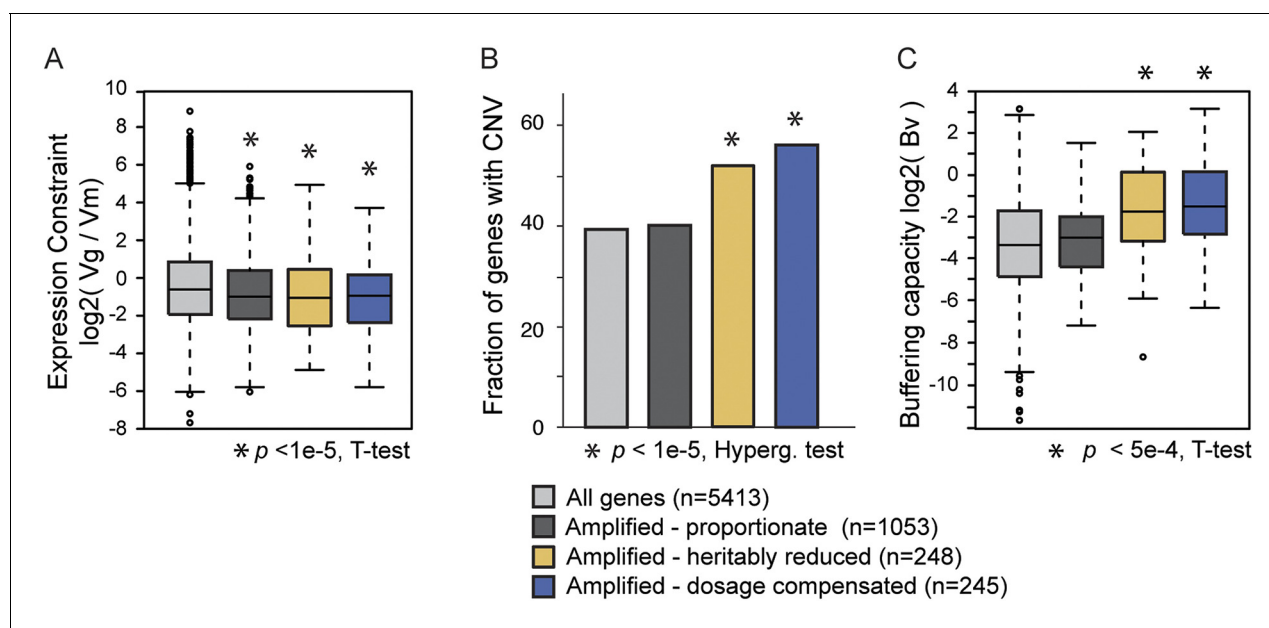 A
Expression Constraint
log2( Vg / Vm)
10
8
6
4
2
0
-2
-4
-6
-8
*
*
*
* p <1e-5, T-test
B
Fraction of genes with CNV
60
40
20
0
*
*
* p < 1e-5, Hyperg. test
C
Buffering capacity log2( Bv )
4
2
0
-2
-4
-6
-8
-10
*
*
* p < 5e-4, T-test
All genes (n=5413)
Amplified - proportionate (n=1053)
Amplified - heritably reduced (n=248)
Amplified - dosage compensated (n=245)